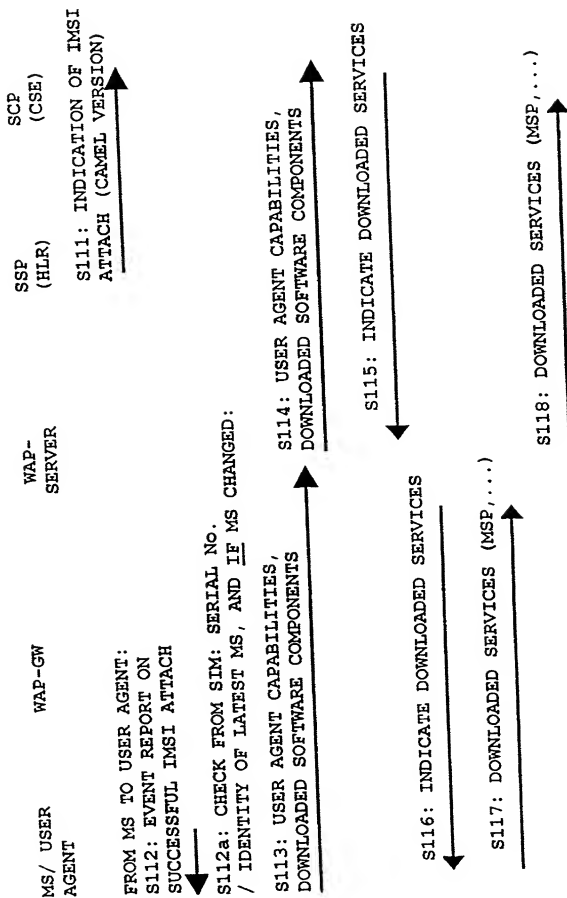 MS/ USER
AGENT
WAP-GW
WAP-
SERVER
SSP
(HLR)
SCP
(CSE)
S111: INDICATION OF IMSI
ATTACH (CAMEL VERSION)
FROM MS TO USER AGENT:
S112: EVENT REPORT ON
SUCCESSFUL IMSI ATTACH
S112a: CHECK FROM SIM: SERIAL No.
/ IDENTITY OF LATEST MS, AND IF MS CHANGED:
S113: USER AGENT CAPABILITIES,
DOWNLOADED SOFTWARE COMPONENTS
S114: USER AGENT CAPABILITIES,
DOWNLOADED SOFTWARE COMPONENTS
S115: INDICATE DOWNLOADED SERVICES
S116: INDICATE DOWNLOADED SERVICES
S117: DOWNLOADED SERVICES (MSP,...)
S118: DOWNLOADED SERVICES (MSP,...)